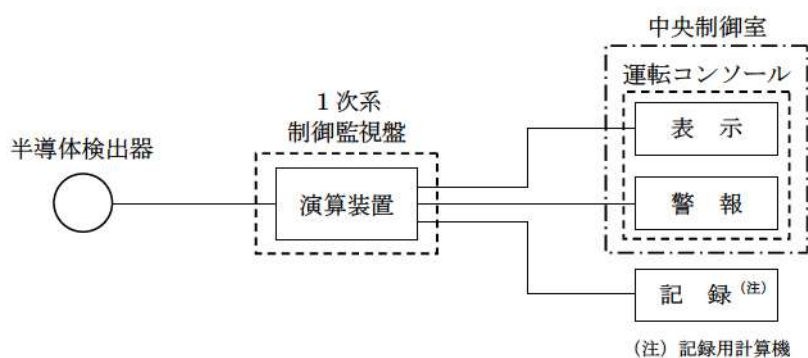 中央制御室
運転コンソール
1次系
制御監視盤
半導体検出器
表 示
演算装置
警 報
記 録 (注)
(注) 記録用計算機